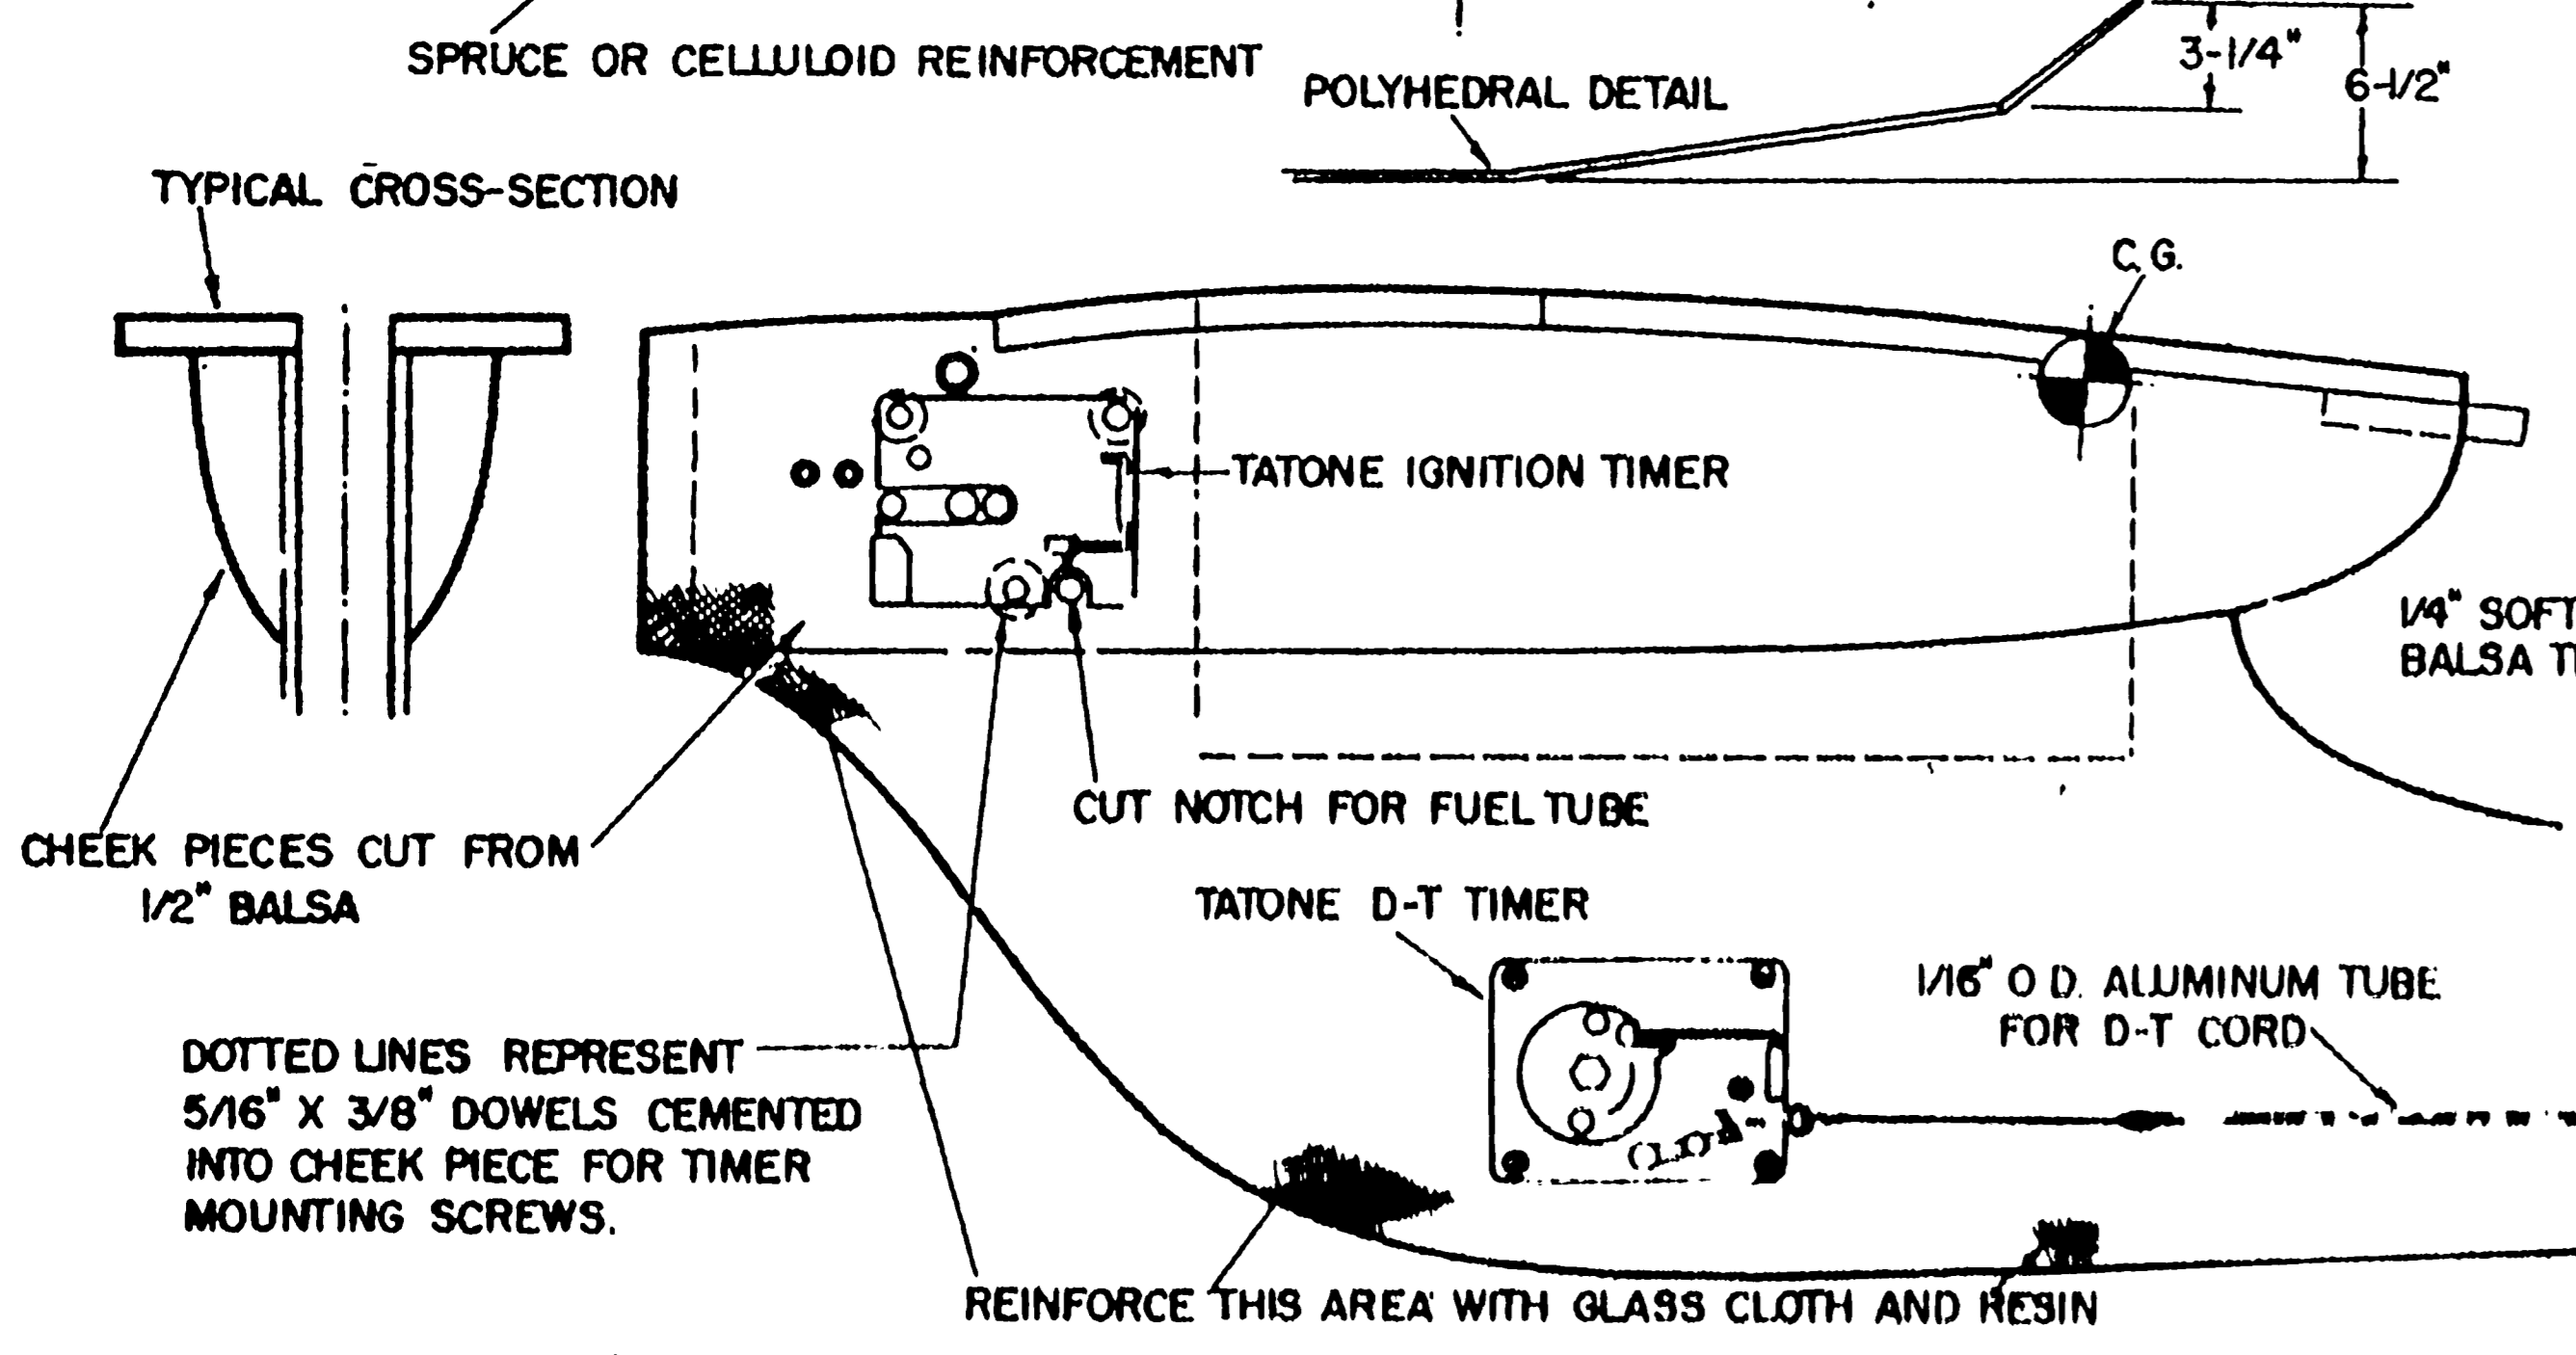 SPRUCE OR CELLULOID REINFORCEMENT
POLYHEDRAL DETAIL
3-1/4"
6-1/2"
TYPICAL CROSS-SECTION
C.G.
TATONE IGNITION TIMER
1/4" SOFT
BALSA
CUT NOTCH FOR FUEL TUBE
CHEEK PIECES CUT FROM
1/2" BALSA
TATONE D-T TIMER
1/16" O.D. ALUMINUM TUBE
FOR D-T CORD
DOTTED LINES REPRESENT
5/16" X 3/8" DOWELS CEMENTED
INTO CHEEK PIECE FOR TIMER
MOUNTING SCREWS.
REINFORCE THIS AREA WITH GLASS CLOTH AND RESIN